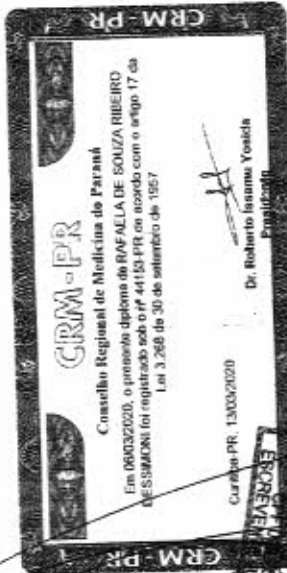 CRM-PR
CRM-PR
Conselho Regional de Medicina do Paraná
Em 06/03/2020, o presente diploma de RAFAELA DE SOUZA RIBEIRO
DESSIMONI foi registrado sob o nº 44153-PR de acordo com o artigo 17 da
Lei 3.268 de 30 de setembro de 1957
Curitiba-PR, 13/03/2020
Dr. Roberto Issamu Yosida
Presidente
CRM-PR
ESCREVE